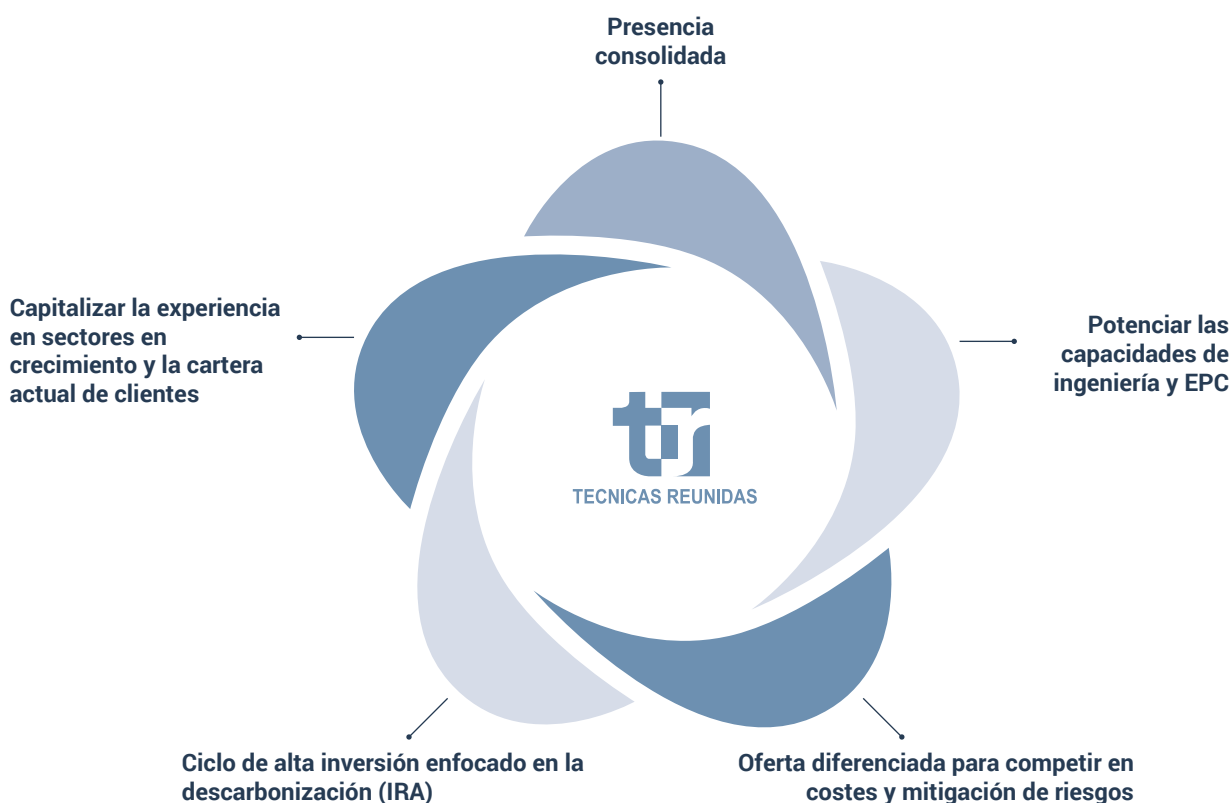 Presencia
consolidada
Capitalizar la experiencia
en sectores en
crecimiento y la cartera
actual de clientes
Potenciar las
capacidades de
ingeniería y EPC
tr
TECNICAS REUNIDAS
Ciclo de alta inversión enfocado en la
descarbonización (IRA)
Oferta diferenciada para competir en
costes y mitigación de riesgos